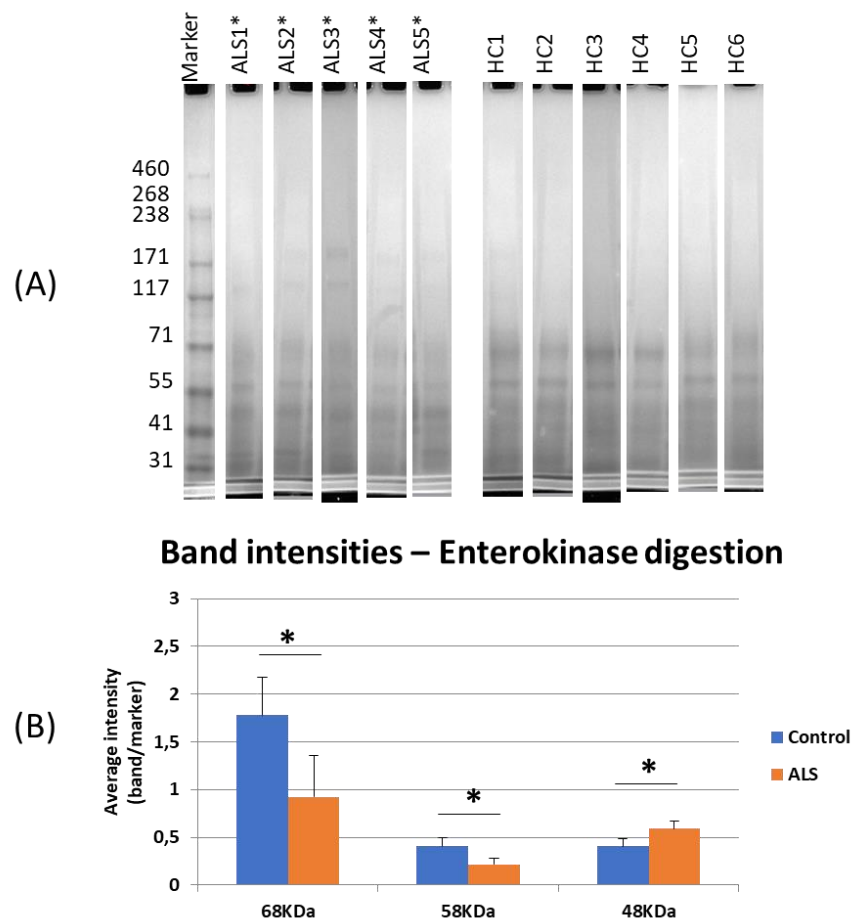 Marker ALS1* ALS2* ALS3* ALS4* ALS5* HC1 HC2 HC3 HC4 HC5 HC6
460
268
238
171
(A)
117
71
55
41
31
Band intensities – Enterokinase digestion
3
2,5
2
1,5
1
0,5
0
Average intensity
(band/marker)
* * *
(B)
Control
ALS
68KDa 58KDa 48KDa